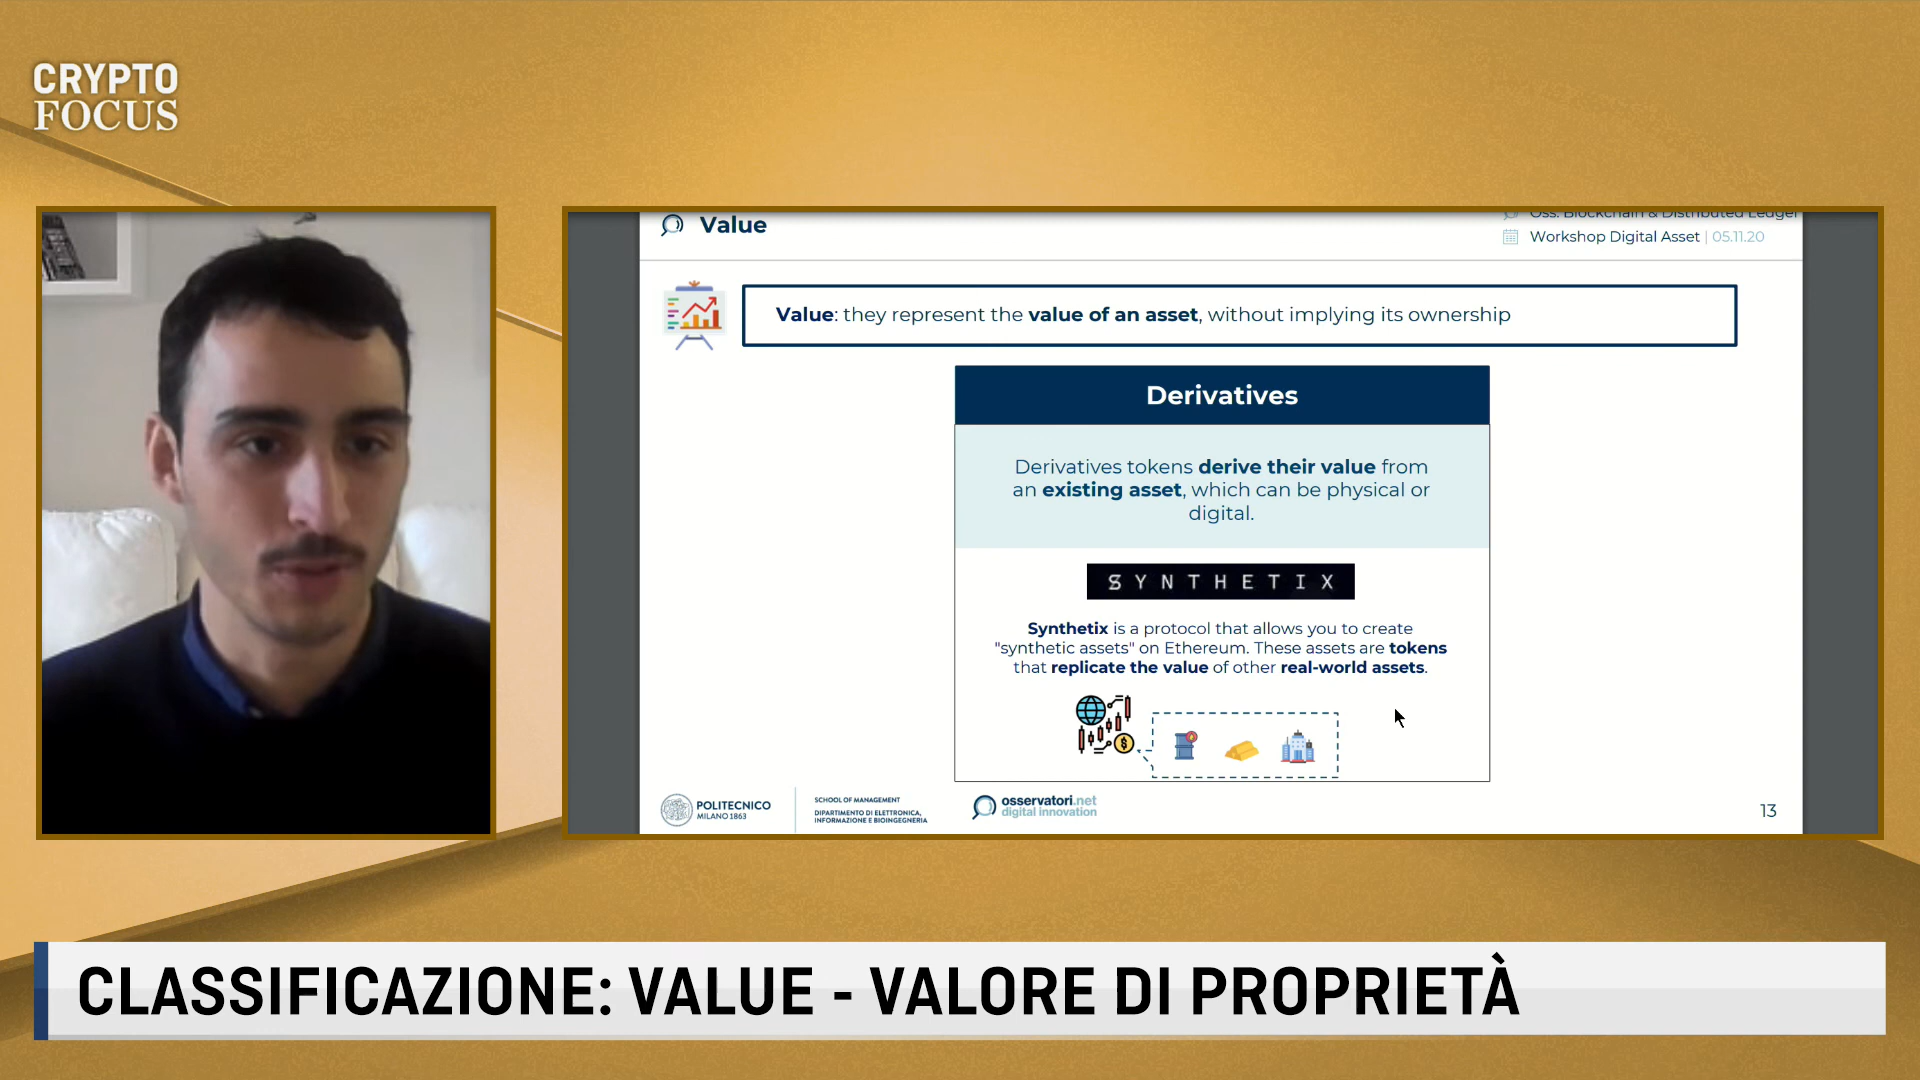 CRYPTO
FOCUS
Value
Oss. Blockchain & Distributed Ledger
Workshop Digital Asset | 05.11.20
Value: they represent the value of an asset, without implying its ownership
Derivatives
Derivatives tokens derive their value from
an existing asset, which can be physical or
digital.
SYNTHETIX
Synthetix is a protocol that allows you to create
"synthetic assets" on Ethereum. These assets are tokens
that replicate the value of other real-world assets.
POLITECNICO
MILANO 1863
SCHOOL OF MANAGEMENT
DIPARTIMENTO DI ELETTRONICA,
INFORMAZIONE E BIOINGEGNERIA
osservatori.net
digital innovation
13
CLASSIFICAZIONE: VALUE - VALORE DI PROPRIETÀ